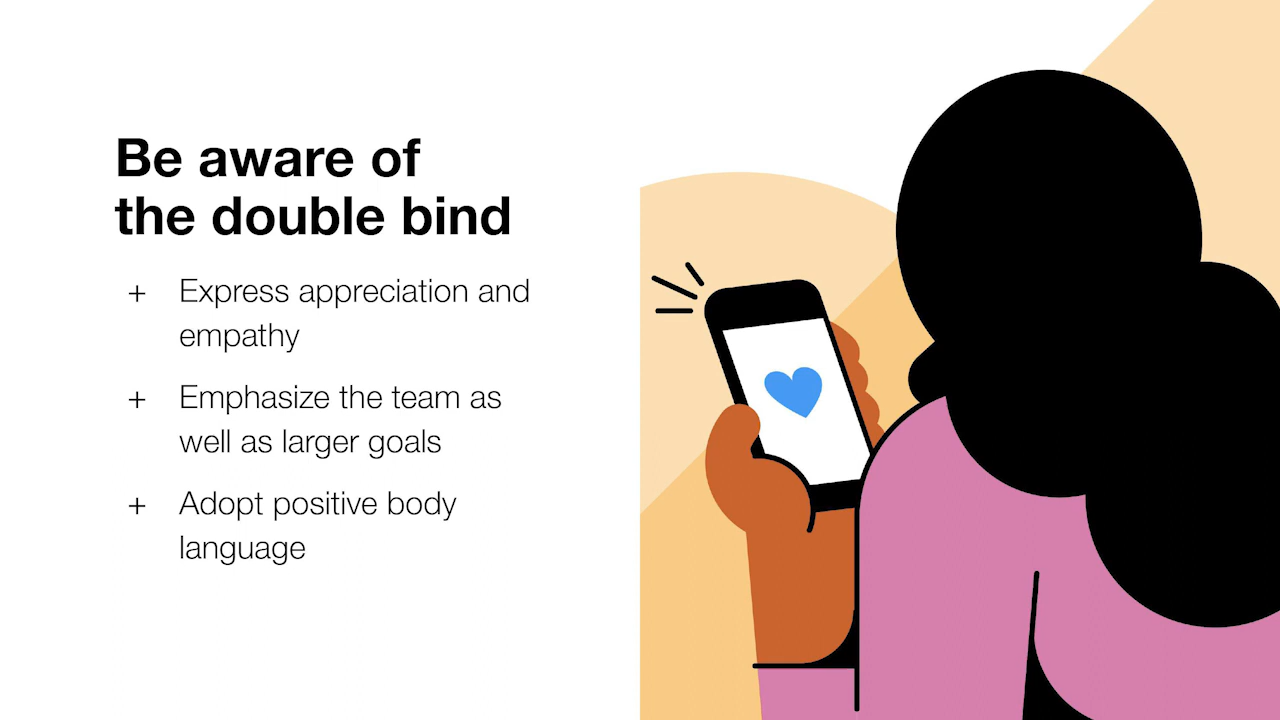 Be aware of
the double bind
+ Express appreciation and
empathy
+ Emphasize the team as
well as larger goals
+ Adopt positive body
language